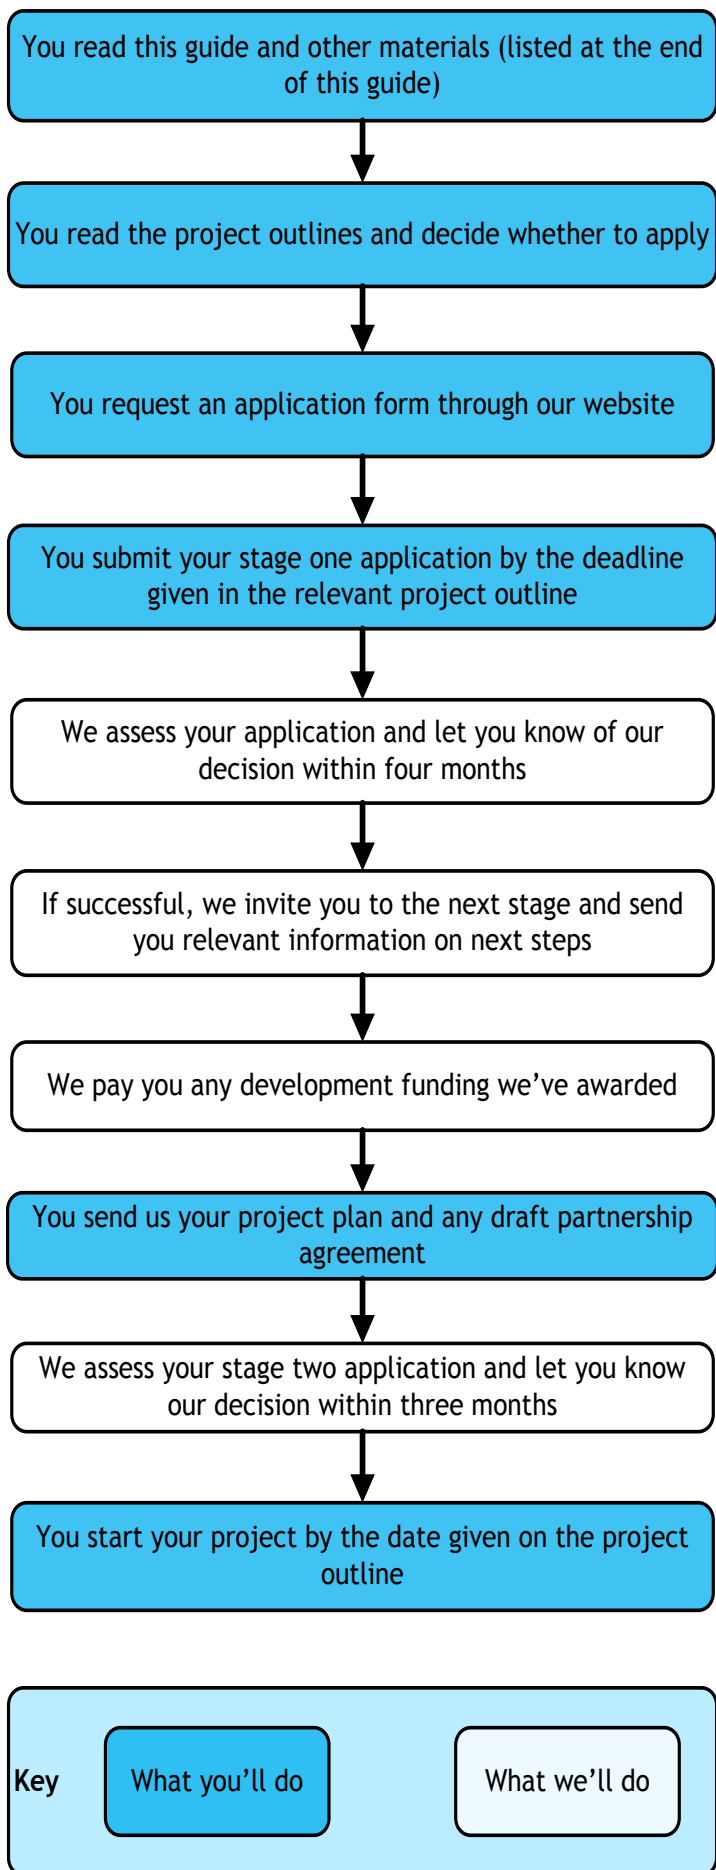 You read this guide and other materials (listed at the end
of this guide)
You read the project outlines and decide whether to apply
You request an application form through our website
You submit your stage one application by the deadline
given in the relevant project outline
We assess your application and let you know of our
decision within four months
If successful, we invite you to the next stage and send
you relevant information on next steps
We pay you any development funding we’ve awarded
You send us your project plan and any draft partnership
agreement
We assess your stage two application and let you know
our decision within three months
You start your project by the date given on the project
outline
Key
What you’ll do
What we’ll do